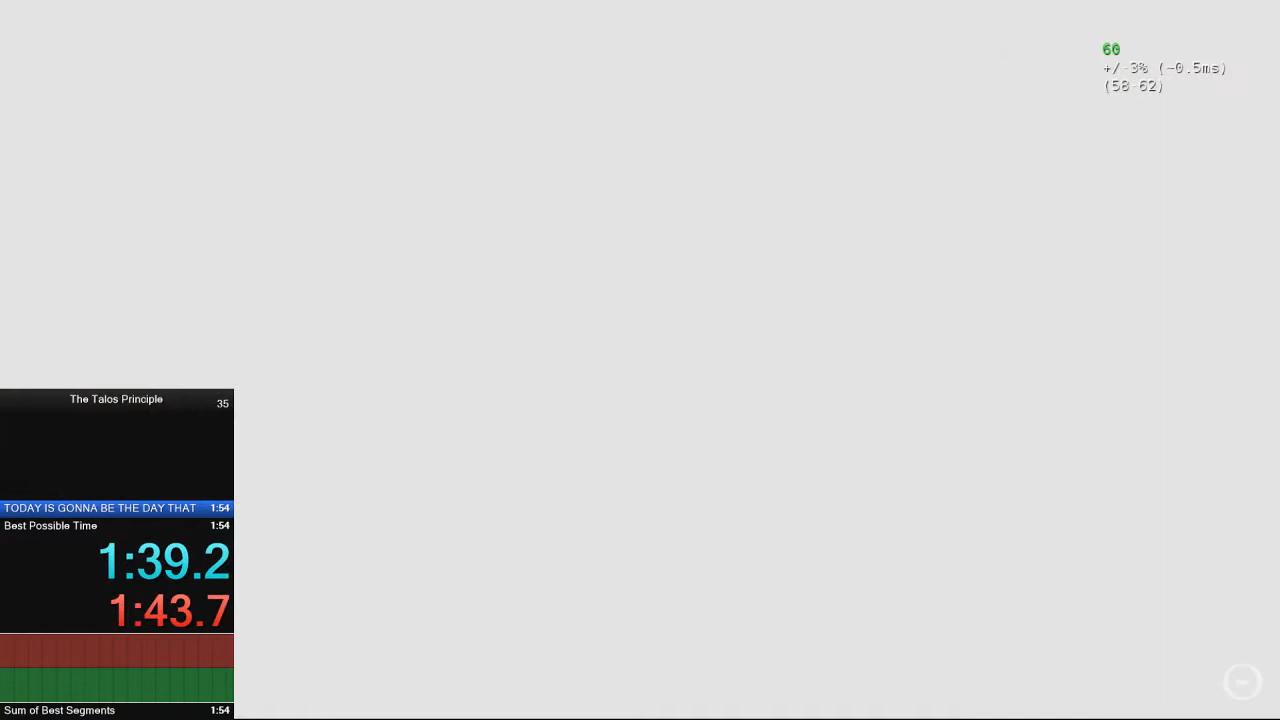 60
+/-3% (~0.5ms)
(58-62)
The Talos Principle
35
TODAY IS GONNA BE THE DAY THAT 1:54
Best Possible Time 1:54
1:39.2
1:43.7
Sum of Best Segments 1:54